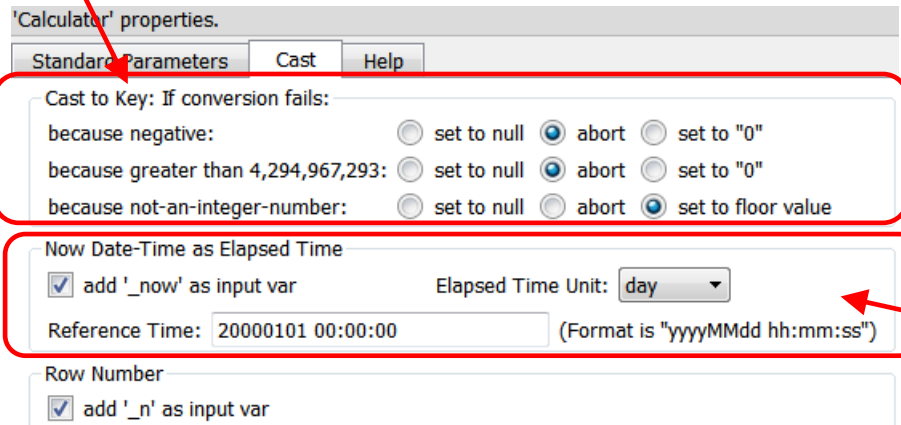 'Calculator' properties.
Standard Parameters Cast Help
Cast to Key: If conversion fails:
because negative: set to null abort set to "0"
because greater than 4,294,967,293: set to null abort set to "0"
because not-an-integer-number: set to null abort set to floor value
Now Date-Time as Elapsed Time
add '_now' as input var Elapsed Time Unit: day
Reference Time: 20000101 00:00:00 (Format is "yyyyMMdd hh:mm:ss")
Row Number
add '_n' as input var